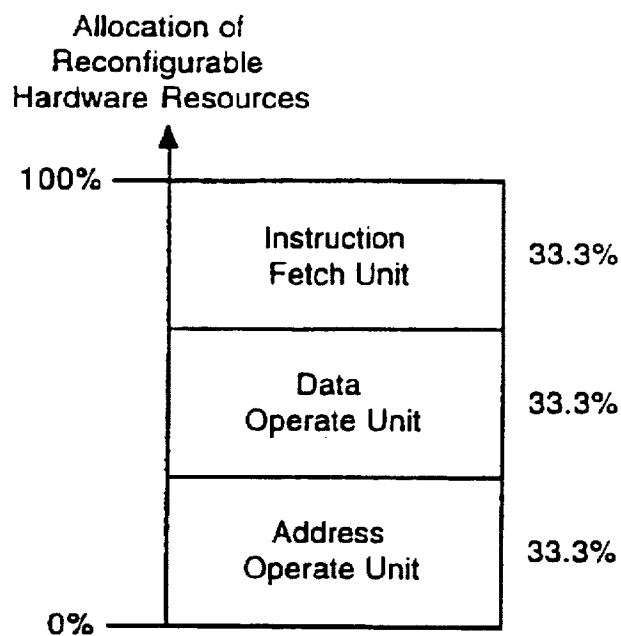 Allocation of
Reconfigurable
Hardware Resources
100%
Instruction
Fetch Unit
33.3%
Data
Operate Unit
33.3%
Address
Operate Unit
33.3%
0%